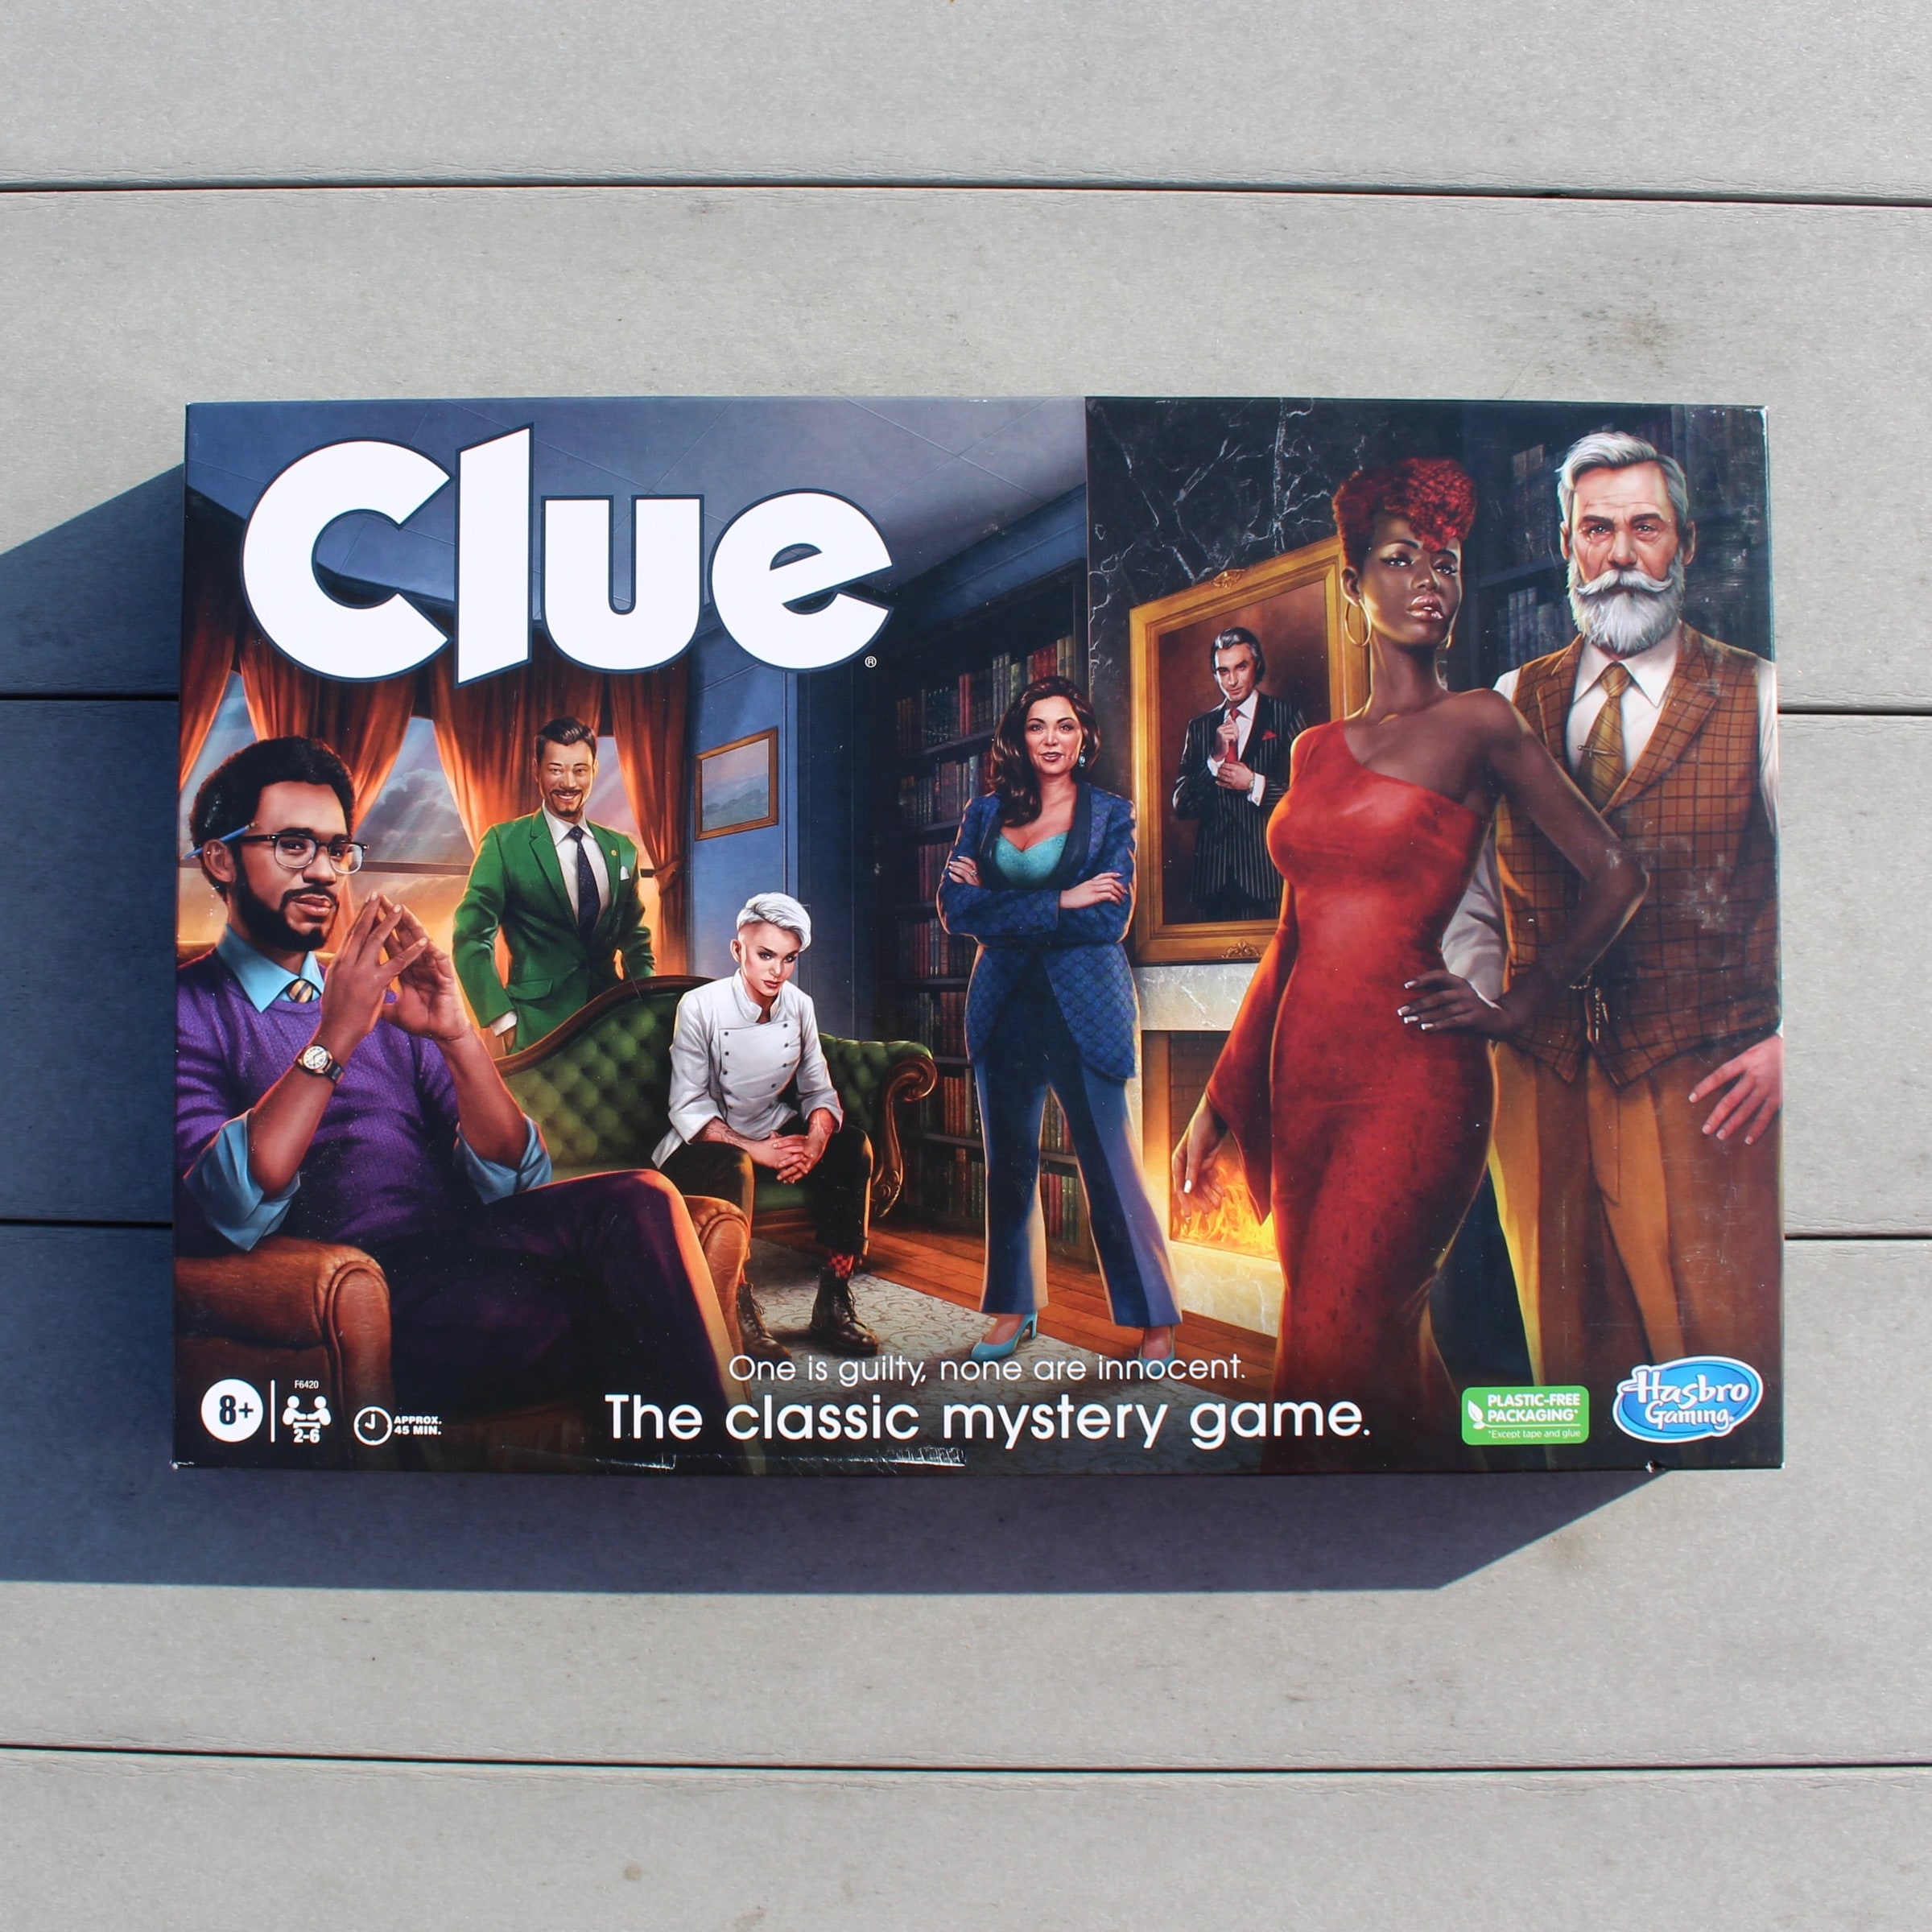 Clue
®
One is guilty, none are innocent.
The classic mystery game.
8+
F6420
2-6
APPROX.
45 MIN.
PLASTIC-FREE
PACKAGING*
*Except tape and glue
Hasbro
Gaming